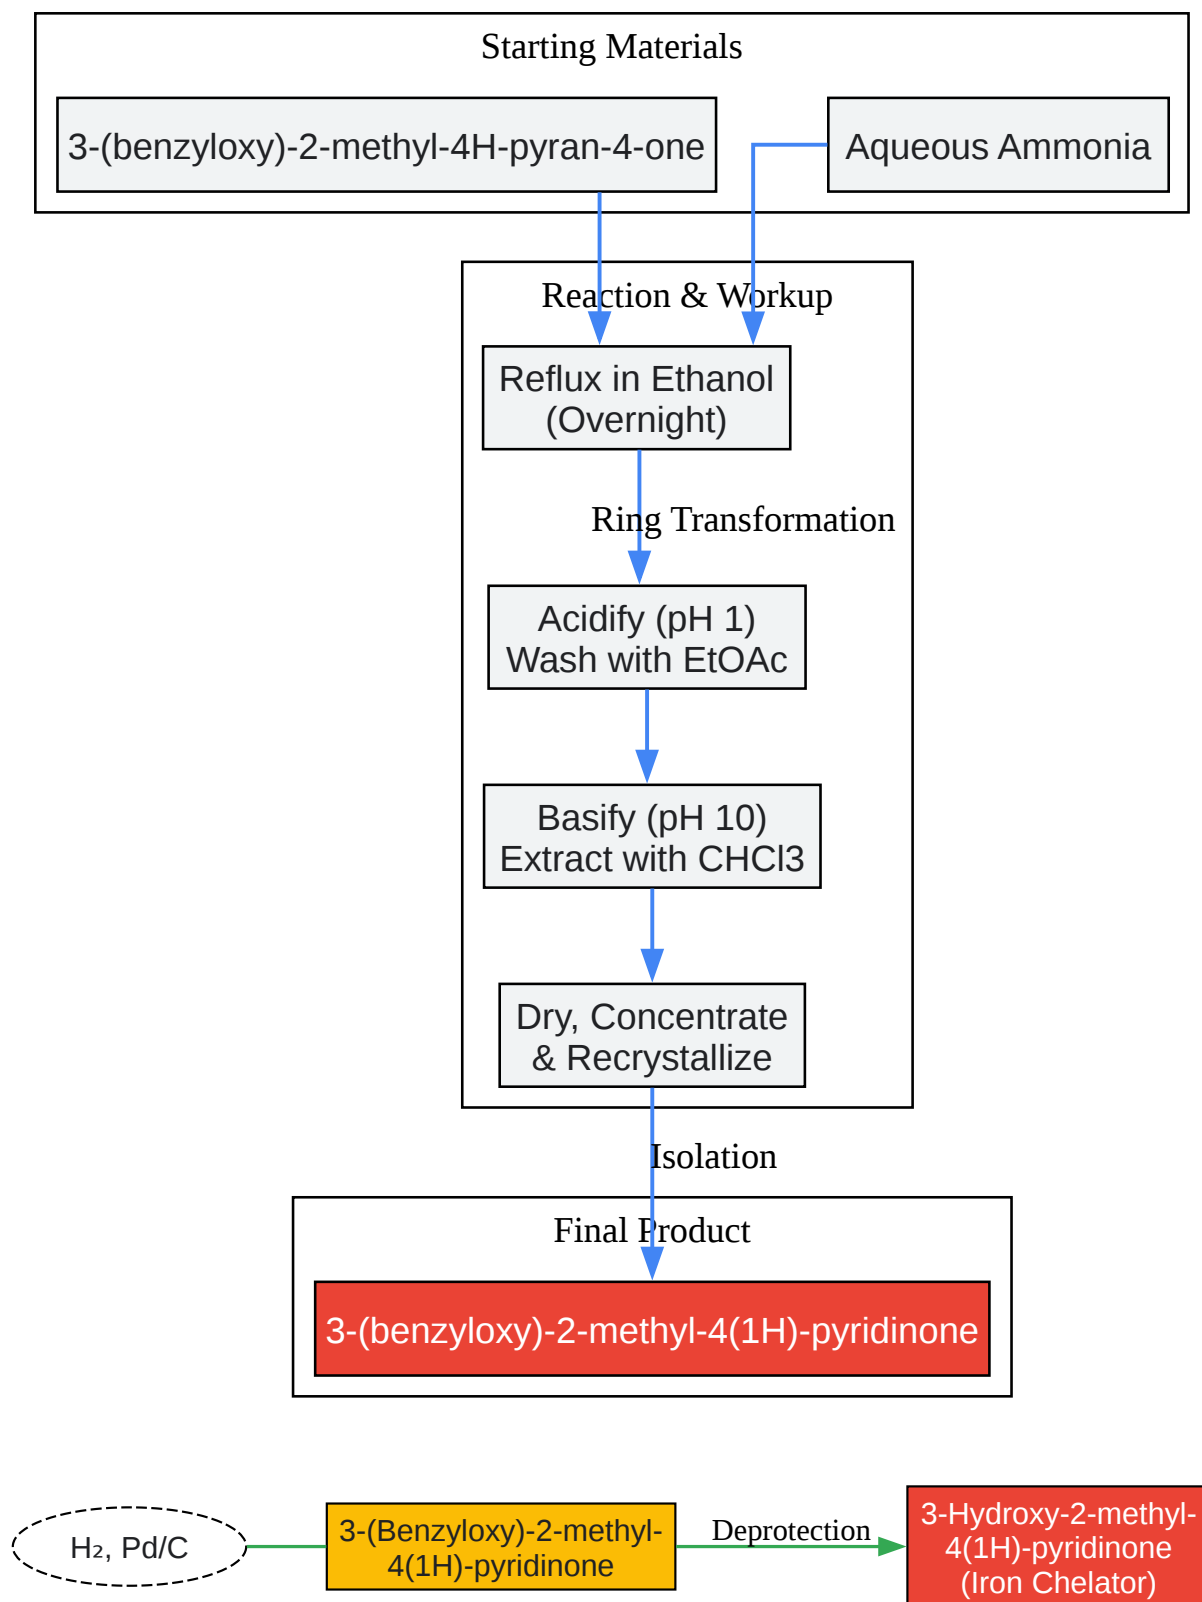 Starting Materials
3-(benzyloxy)-2-methyl-4H-pyran-4-one
Aqueous Ammonia
Reaction & Workup
Reflux in Ethanol
(Overnight)
Ring Transformation
Acidify (pH 1)
Wash with EtOAc
Basify (pH 10)
Extract with CHCl3
Dry, Concentrate
& Recrystallize
Isolation
Final Product
3-(benzyloxy)-2-methyl-4(1H)-pyridinone
H₂, Pd/C
3-(Benzyloxy)-2-methyl-
4(1H)-pyridinone
Deprotection
3-Hydroxy-2-methyl-
4(1H)-pyridinone
(Iron Chelator)